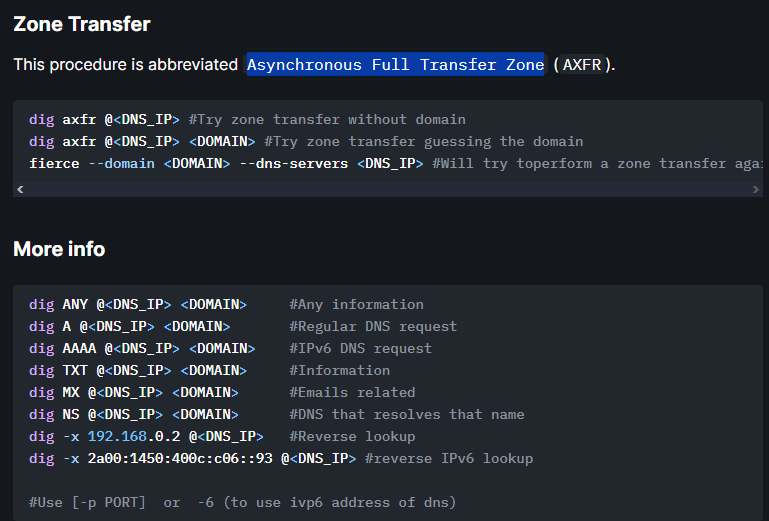 Zone Transfer
This procedure is abbreviated Asynchronous Full Transfer Zone (AXFR).
dig axfr @<DNS_IP> #Try zone transfer without domain
dig axfr @<DNS_IP> <DOMAIN> #Try zone transfer guessing the domain
fierce --domain <DOMAIN> --dns-servers <DNS_IP> #Will try toperform a zone transfer agai
More info
dig ANY @<DNS_IP> <DOMAIN> #Any information
dig A @<DNS_IP> <DOMAIN> #Regular DNS request
dig AAAA @<DNS_IP> <DOMAIN> #IPv6 DNS request
dig TXT @<DNS_IP> <DOMAIN> #Information
dig MX @<DNS_IP> <DOMAIN> #Emails related
dig NS @<DNS_IP> <DOMAIN> #DNS that resolves that name
dig -x 192.168.0.2 @<DNS_IP> #Reverse lookup
dig -x 2a00:1450:400c:c06::93 @<DNS_IP> #reverse IPv6 lookup
#Use [-p PORT] or -6 (to use ivp6 address of dns)